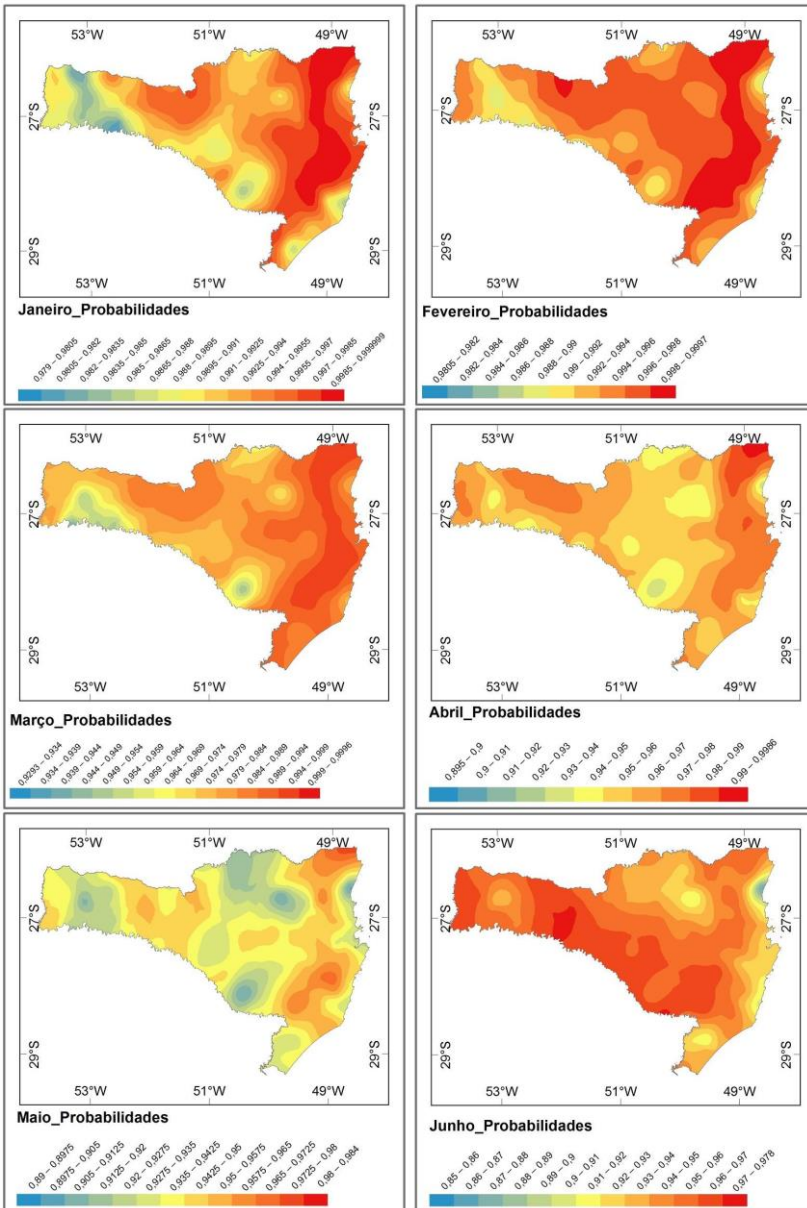 53°W 51°W 49°W
27°S 27°S
29°S 29°S
53°W 51°W 49°W
Janeiro_Probabilidades
0,979 – 0,9805
0,9805 – 0,982
0,982 – 0,9835
0,9835 – 0,985
0,985 – 0,9865
0,9865 – 0,988
0,988 – 0,9895
0,9895 – 0,991
0,991 – 0,9925
0,9925 – 0,994
0,994 – 0,9955
0,9955 – 0,997
0,997 – 0,9985
0,9985 – 0,999999
53°W 51°W 49°W
27°S 27°S
29°S 29°S
53°W 51°W 49°W
Fevereiro_Probabilidades
0,9805 – 0,982
0,982 – 0,984
0,984 – 0,986
0,986 – 0,988
0,988 – 0,99
0,99 – 0,992
0,992 – 0,994
0,994 – 0,996
0,996 – 0,998
0,998 – 0,9997
53°W 51°W 49°W
27°S 27°S
29°S 29°S
53°W 51°W 49°W
Março_Probabilidades
0,9293 – 0,934
0,934 – 0,939
0,939 – 0,944
0,944 – 0,949
0,949 – 0,954
0,954 – 0,959
0,959 – 0,964
0,964 – 0,969
0,969 – 0,974
0,974 – 0,979
0,979 – 0,984
0,984 – 0,989
0,989 – 0,994
0,994 – 0,999
0,999 – 0,9996
53°W 51°W 49°W
27°S 27°S
29°S 29°S
53°W 51°W 49°W
Abril_Probabilidades
0,895 – 0,9
0,9 – 0,91
0,91 – 0,92
0,92 – 0,93
0,93 – 0,94
0,94 – 0,95
0,95 – 0,96
0,96 – 0,97
0,97 – 0,98
0,98 – 0,99
0,99 – 0,9986
53°W 51°W 49°W
27°S 27°S
29°S 29°S
53°W 51°W 49°W
Maio_Probabilidades
0,89 – 0,8975
0,8975 – 0,905
0,905 – 0,9125
0,9125 – 0,92
0,92 – 0,9275
0,9275 – 0,935
0,935 – 0,9425
0,9425 – 0,95
0,95 – 0,9575
0,9575 – 0,965
0,965 – 0,9725
0,9725 – 0,98
0,98 – 0,984
53°W 51°W 49°W
27°S 27°S
29°S 29°S
53°W 51°W 49°W
Junho_Probabilidades
0,85 – 0,86
0,86 – 0,87
0,87 – 0,88
0,88 – 0,89
0,89 – 0,9
0,9 – 0,91
0,91 – 0,92
0,92 – 0,93
0,93 – 0,94
0,94 – 0,95
0,95 – 0,96
0,96 – 0,97
0,97 – 0,978